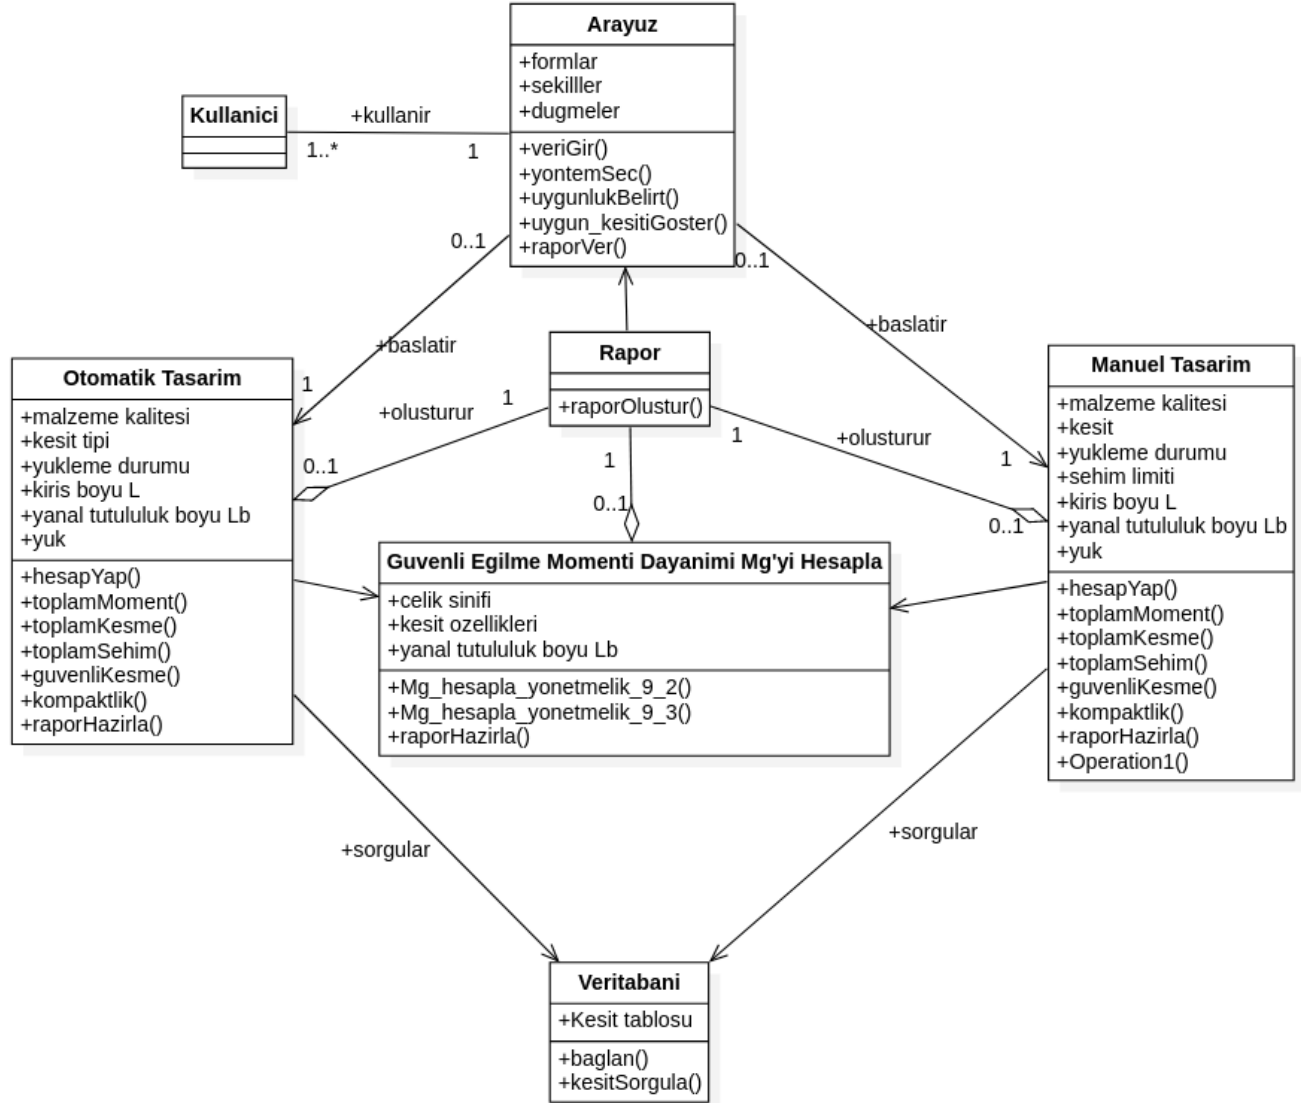 Arayuz
+formlar
+sekilller
+dugmeler
+veriGir()
+yontemSec()
+uygunlukBelirt()
+uygun_kesitiGoster()
+raporVer()
Kullanici
+kullanir
1..*
1
0..1
0..1
+baslatir
+baslatir
Rapor
+raporOlustur()
Otomatik Tasarim
+malzeme kalitesi
+kesit tipi
+yukleme durumu
+kiris boyu L
+yanal tutululuk boyu Lb
+yuk
+hesapYap()
+toplamMoment()
+toplamKesme()
+toplamSehim()
+guvenliKesme()
+kompaktlik()
+raporHazirla()
1
1
+olusturur
0..1
1
0..1
1
+olusturur
1
0..1
Manuel Tasarim
+malzeme kalitesi
+kesit
+yukleme durumu
+sehim limiti
+kiris boyu L
+yanal tutululuk boyu Lb
+yuk
+hesapYap()
+toplamMoment()
+toplamKesme()
+toplamSehim()
+guvenliKesme()
+kompaktlik()
+raporHazirla()
+Operation1()
Guvenli Egilme Momenti Dayanimi Mg'yi Hesapla
+celik sinifi
+kesit ozellikleri
+yanal tutululuk boyu Lb
+Mg_hesapla_yonetmelik_9_2()
+Mg_hesapla_yonetmelik_9_3()
+raporHazirla()
+sorgular
+sorgular
Veritabani
+Kesit tablosu
+baglan()
+kesitSorgula()